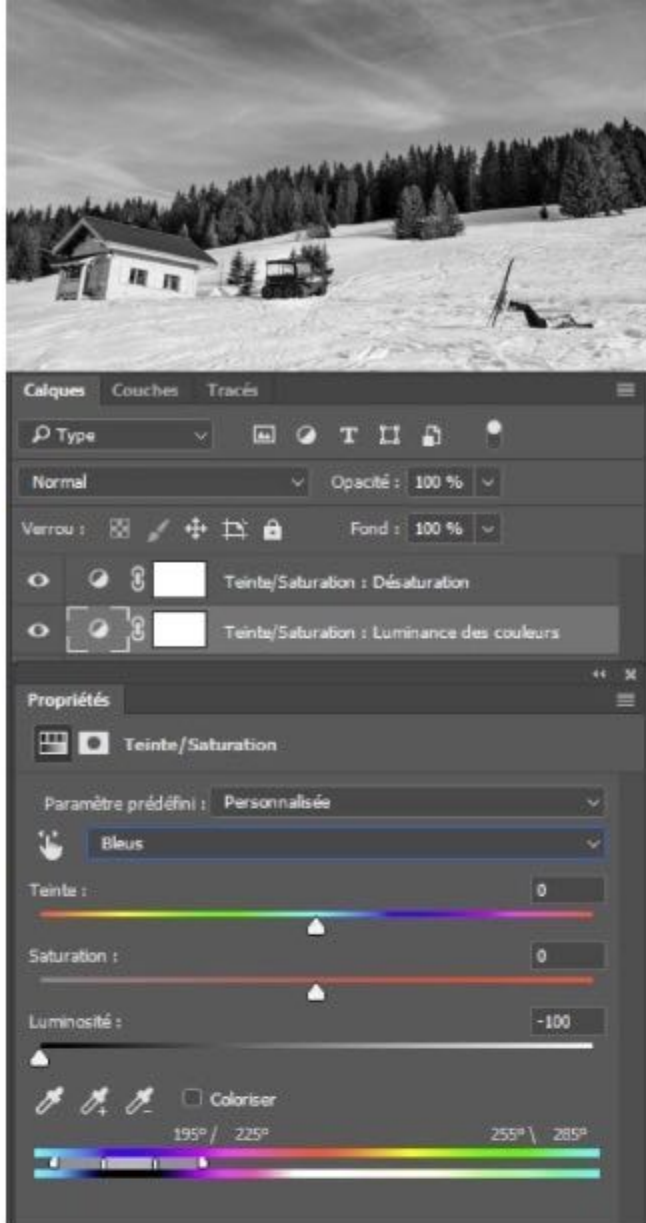 Calques Couches Tracés
Type
Normal Opacité : 100 %
Verrou : Fond : 100 %
Teinte/Saturation : Désaturation
Teinte/Saturation : Luminance des couleurs
Propriétés
Teinte/Saturation
Paramètre prédéfini : Personnalisée
Bleus
Teinte : 0
Saturation : 0
Luminosité : -100
Coloriser
195°/ 225° 255°\ 285°